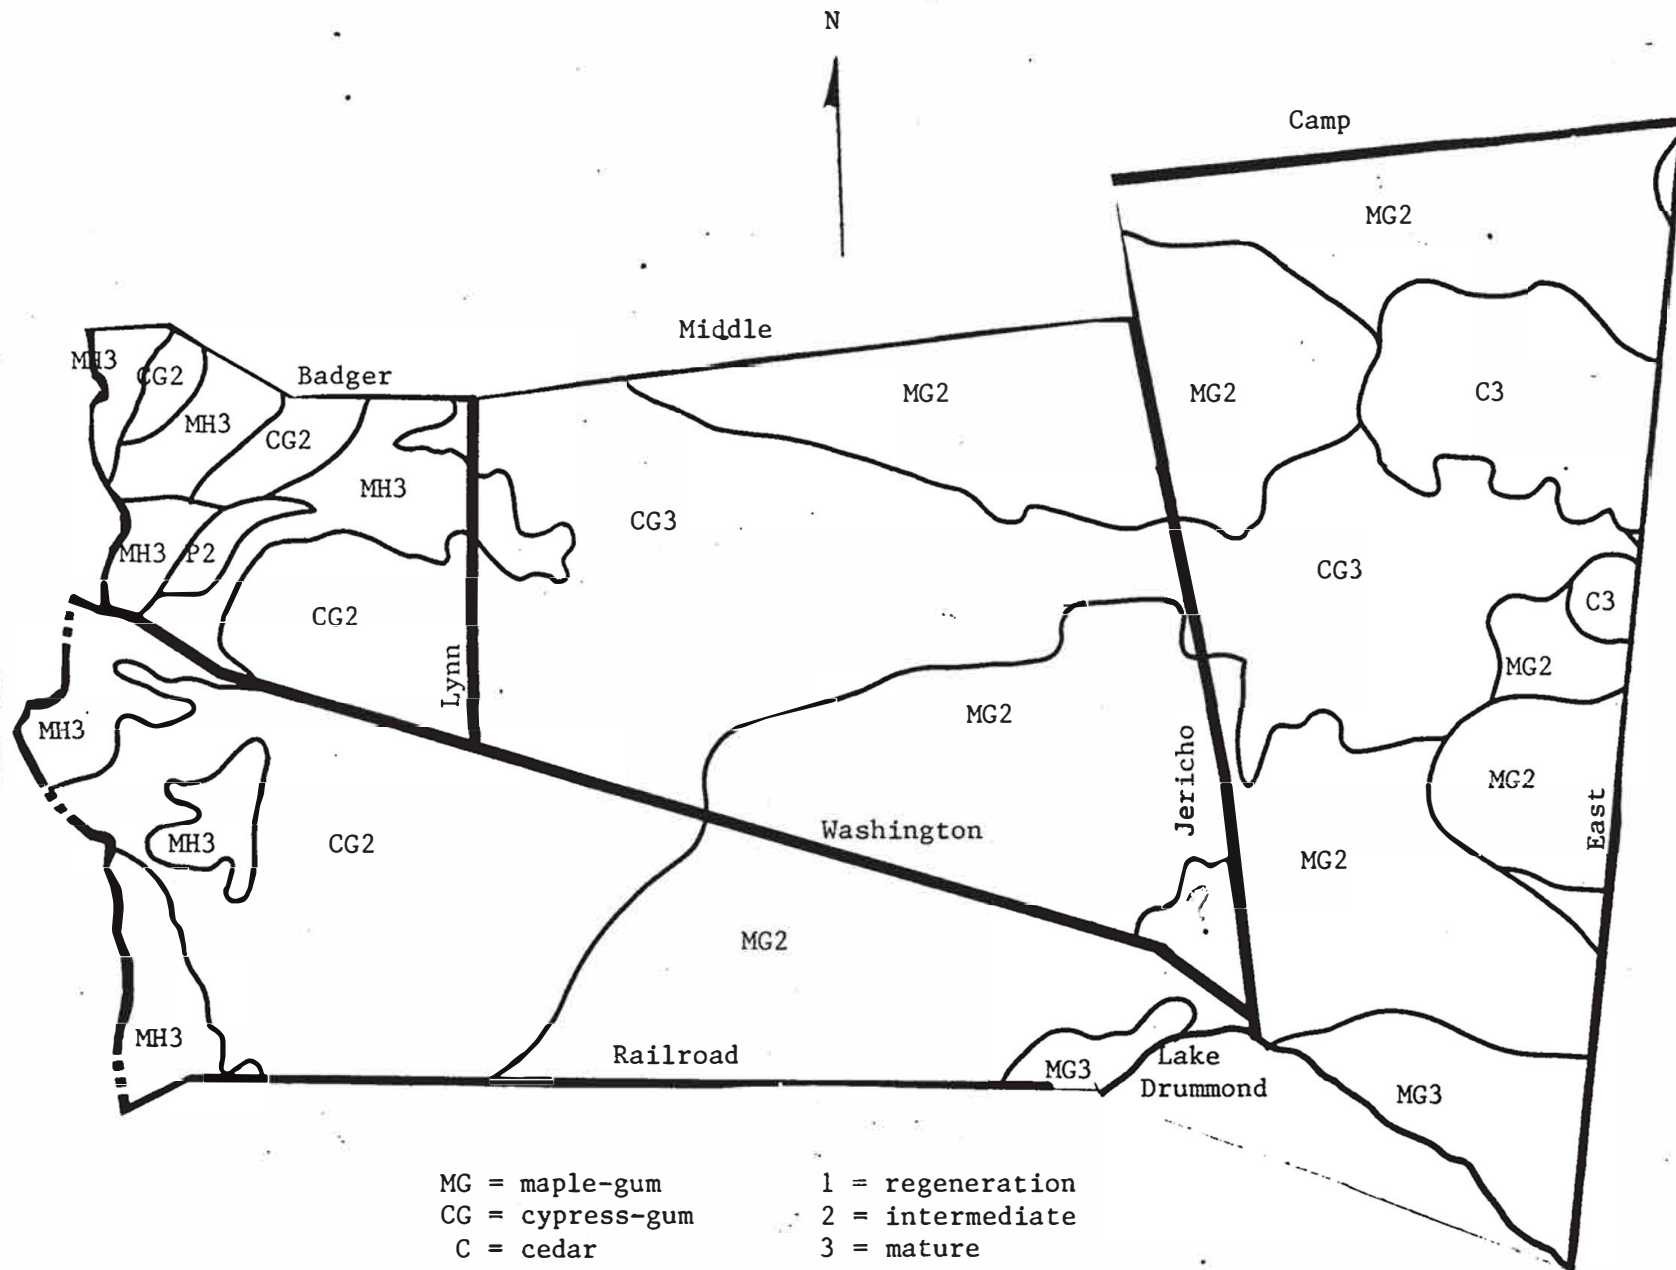 N
Camp
MG2
Middle
MH3
CG2
Badger
MG2
MG2
C3
MH3
CG2
MH3
CG3
MH3
P2
CG3
C3
CG2
Lynn
MG2
MH3
MG2
Jericho
MG2
East
MH3
CG2
Washington
MG2
?
MG2
MH3
Railroad
MG3
Lake
Drummond
MG3
MG = maple-gum
CG = cypress-gum
C = cedar
1 = regeneration
2 = intermediate
3 = mature